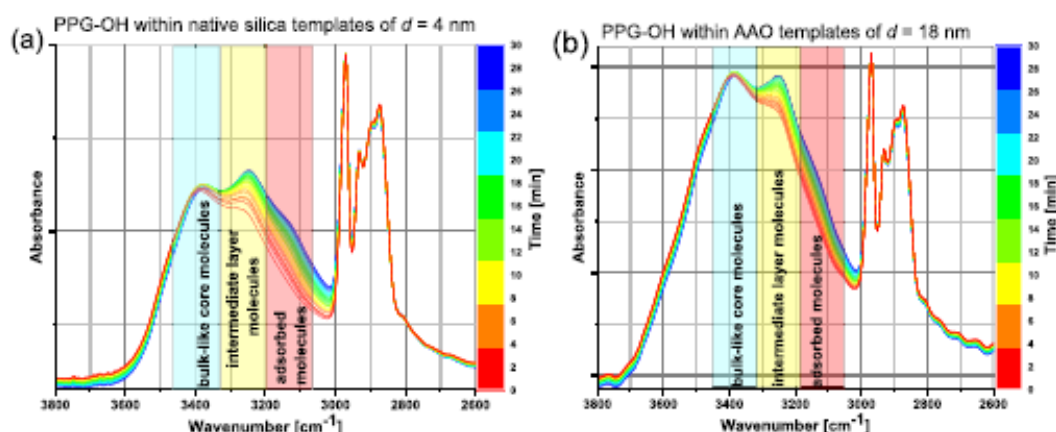 (a) PPG-OH within native silica templates of d = 4 nm
Absorbance
bulk-like core molecules
intermediate layer
molecules
adsorbed
molecules
3800 3600 3400 3200 3000 2800 2600
Wavenumber [cm-1]
30
28
26
24
22
20
18
16
14
12
10
8
6
4
2
0
Time [min]
(b) PPG-OH within AAO templates of d = 18 nm
Absorbance
bulk-like core molecules
intermediate layer molecules
adsorbed molecules
3800 3600 3400 3200 3000 2800 2600
Wavenumber [cm-1]
30
28
26
24
22
20
18
16
14
12
10
8
6
4
2
0
Time [min]